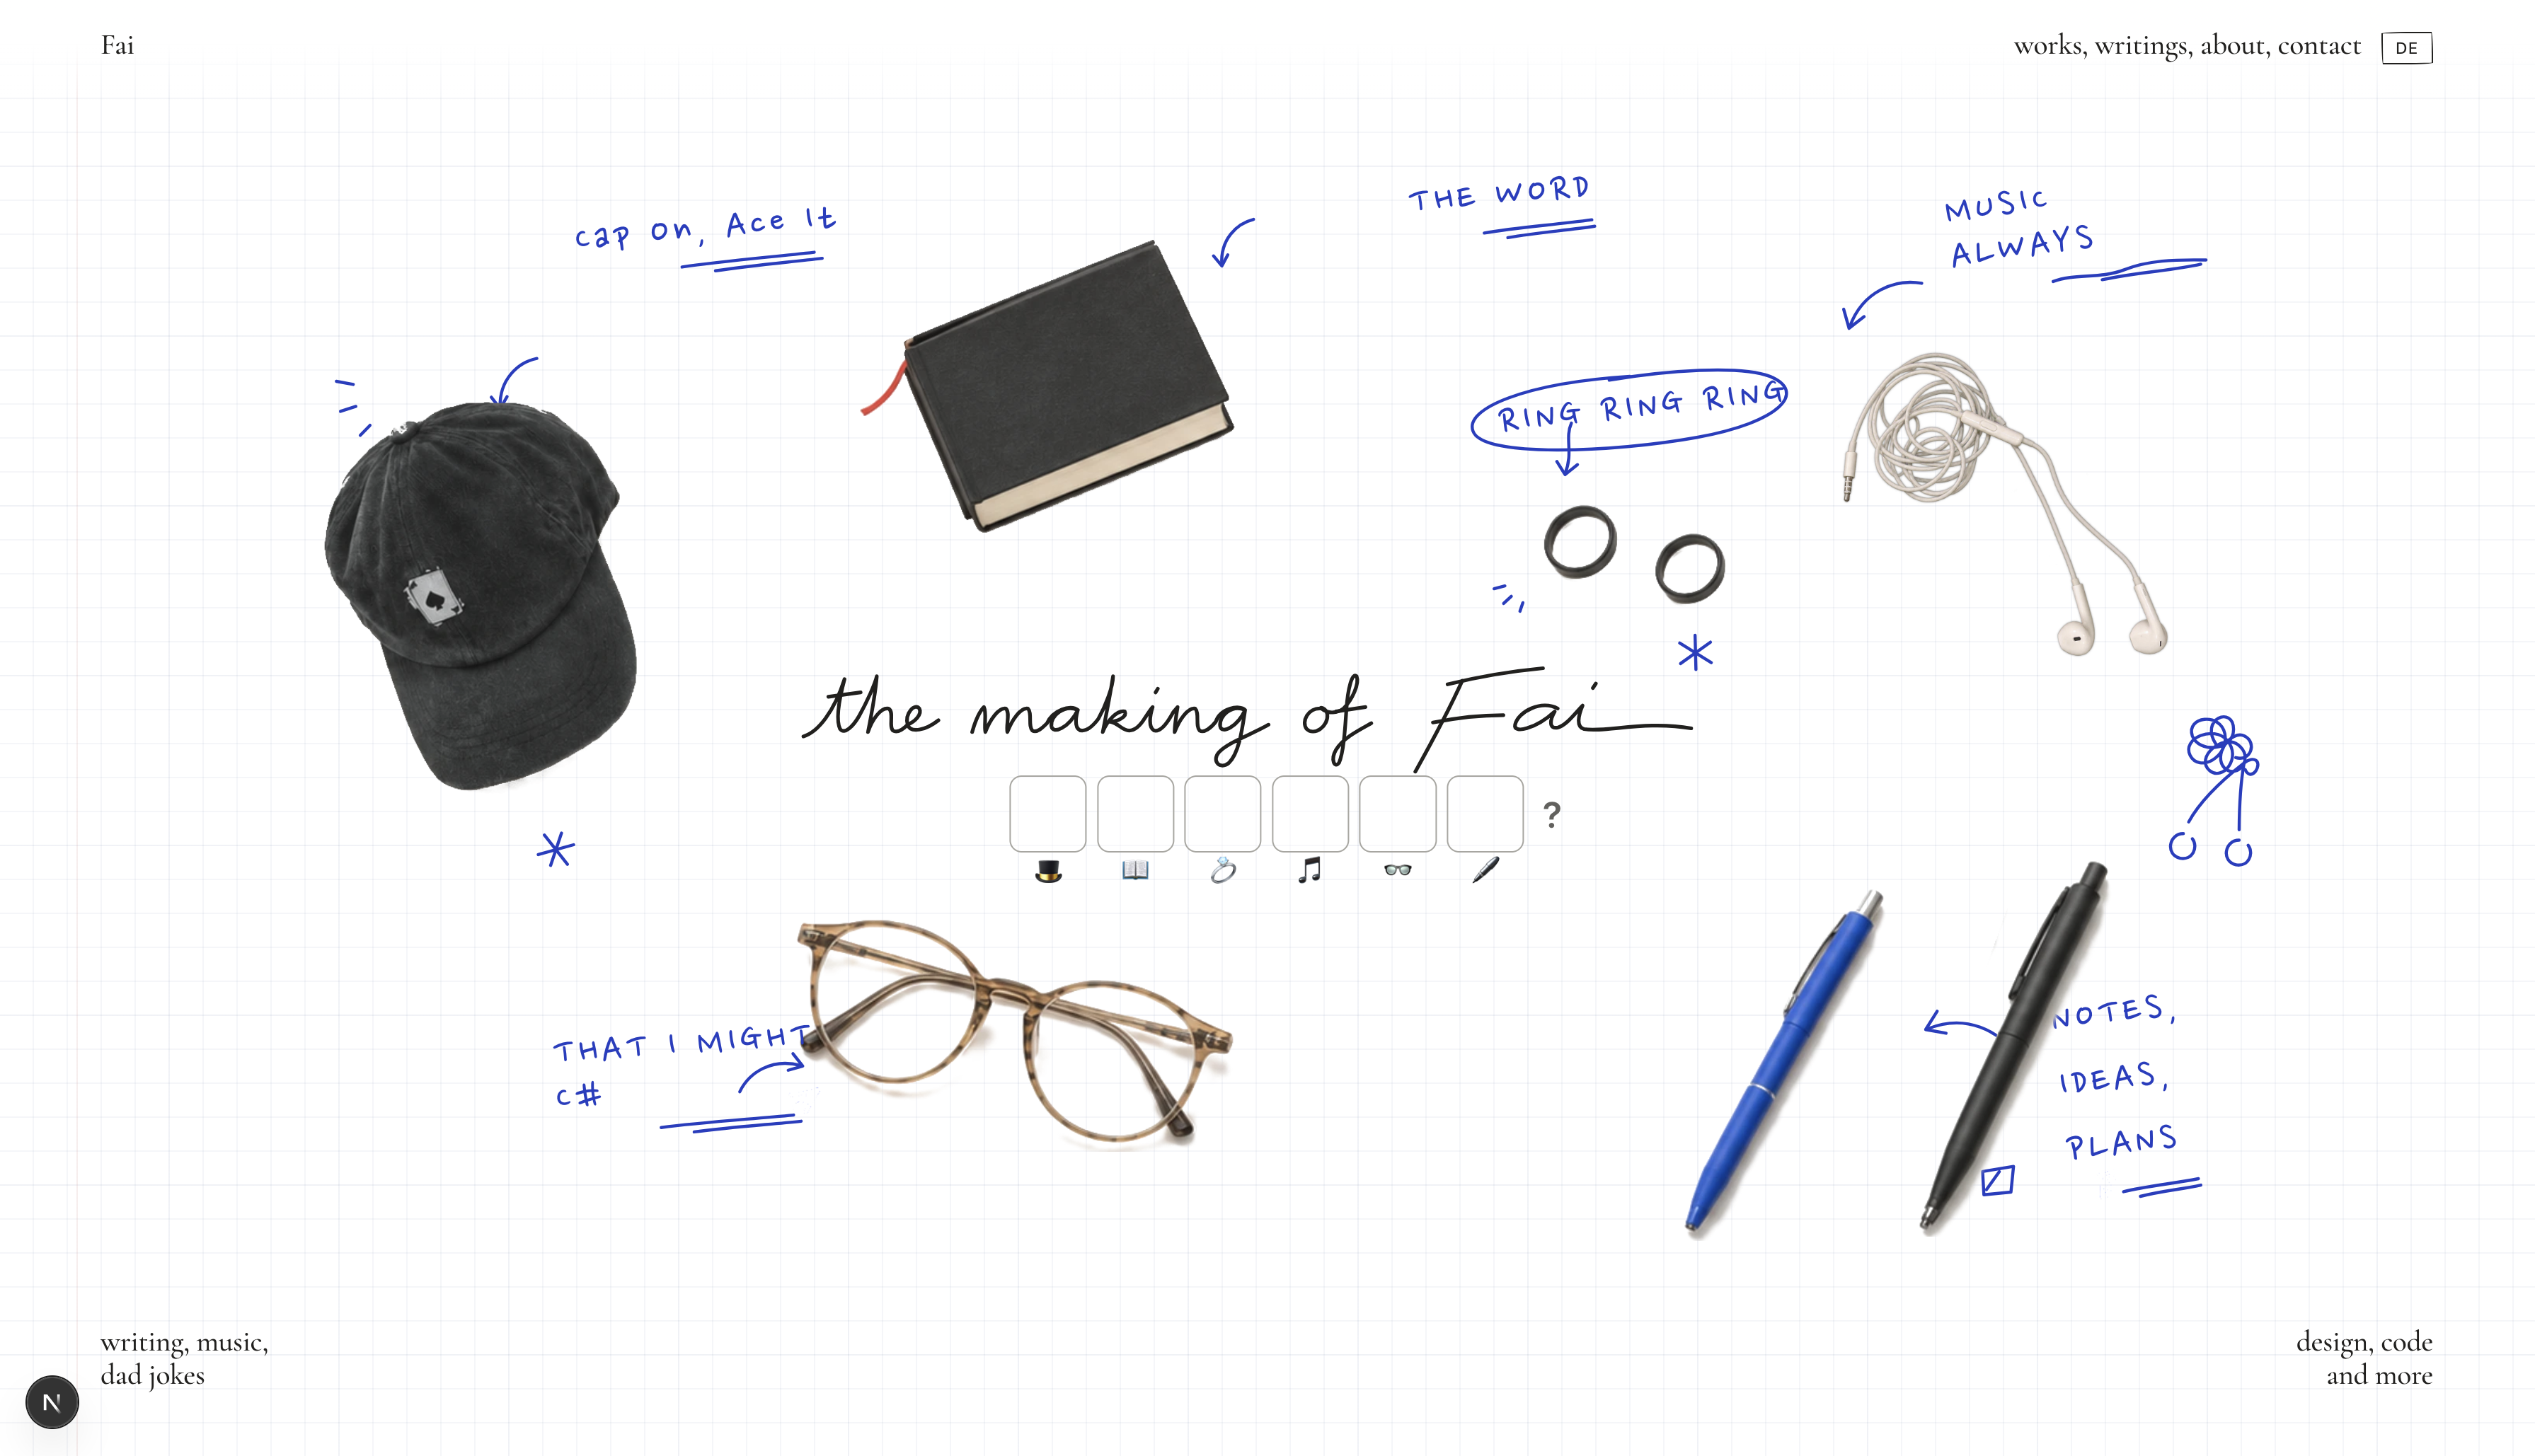 Fai
works, writings, about, contact
DE
cap on, Ace It
THE WORD
MUSIC
ALWAYS
RING RING RING
the making of Fai
?
THAT I MIGHT
c#
NOTES,
IDEAS,
PLANS
writing, music,
dad jokes
design, code
and more
N